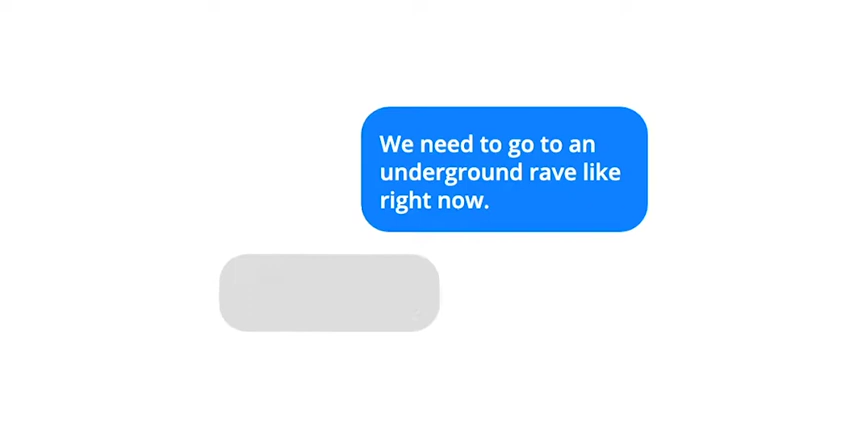 We need to go to an
underground rave like
right now.